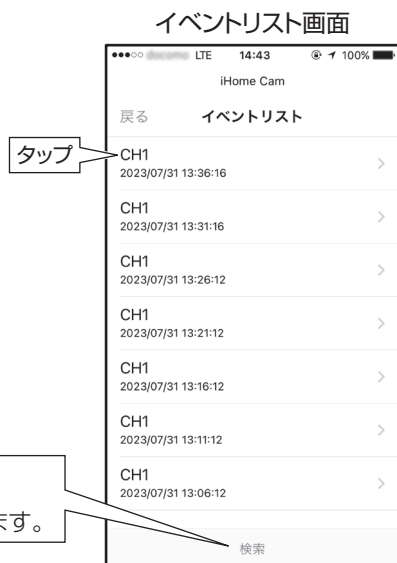 イベントリスト画面
LTE 14:43 100%
iHome Cam
戻る イベントリスト
タップ
CH1
2023/07/31 13:36:16
CH1
2023/07/31 13:31:16
CH1
2023/07/31 13:26:12
CH1
2023/07/31 13:21:12
CH1
2023/07/31 13:16:12
CH1
2023/07/31 13:11:12
CH1
2023/07/31 13:06:12
ます。
検索